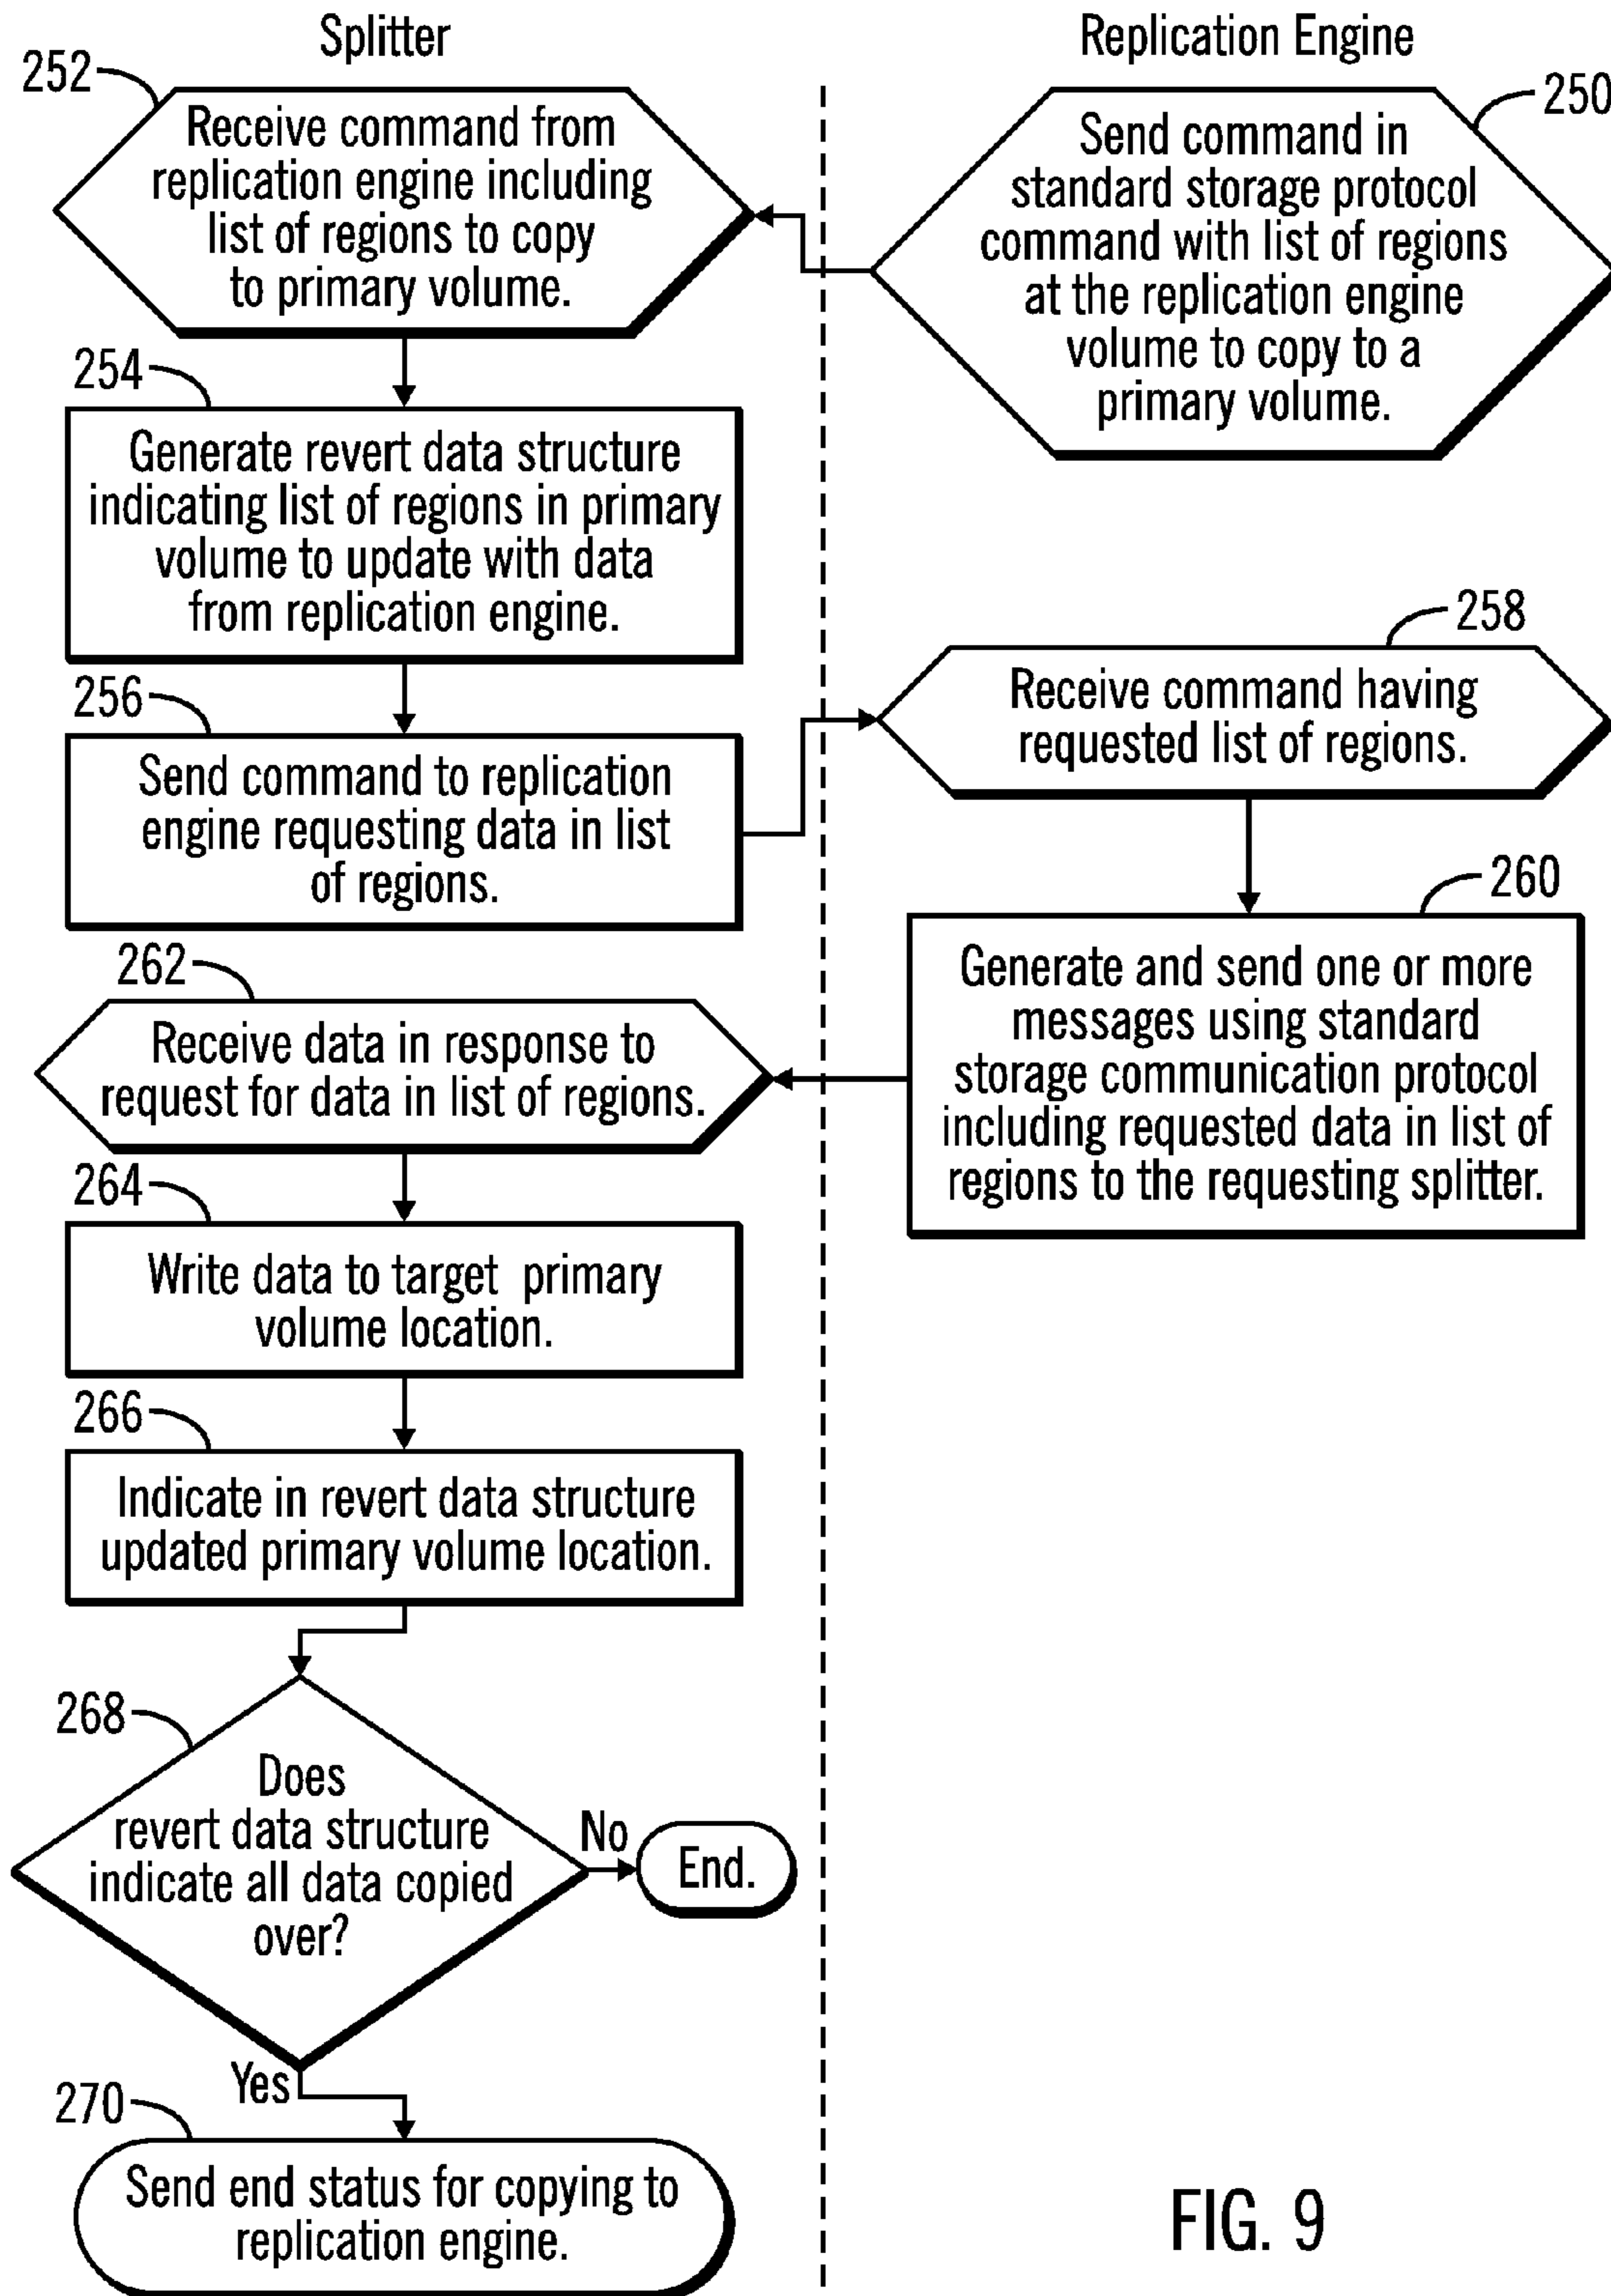 Splitter
Replication Engine
252
Receive command from
replication engine including
list of regions to copy
to primary volume.
250
Send command in
standard storage protocol
command with list of regions
at the replication engine
volume to copy to a
primary volume.
254
Generate revert data structure
indicating list of regions in primary
volume to update with data
from replication engine.
256
Send command to replication
engine requesting data in list
of regions.
258
Receive command having
requested list of regions.
260
Generate and send one or more
messages using standard
storage communication protocol
including requested data in list of
regions to the requesting splitter.
262
Receive data in response to
request for data in list of regions.
264
Write data to target primary
volume location.
266
Indicate in revert data structure
updated primary volume location.
268
Does
revert data structure
indicate all data copied
over?
No
End.
Yes
270
Send end status for copying to
replication engine.
FIG. 9